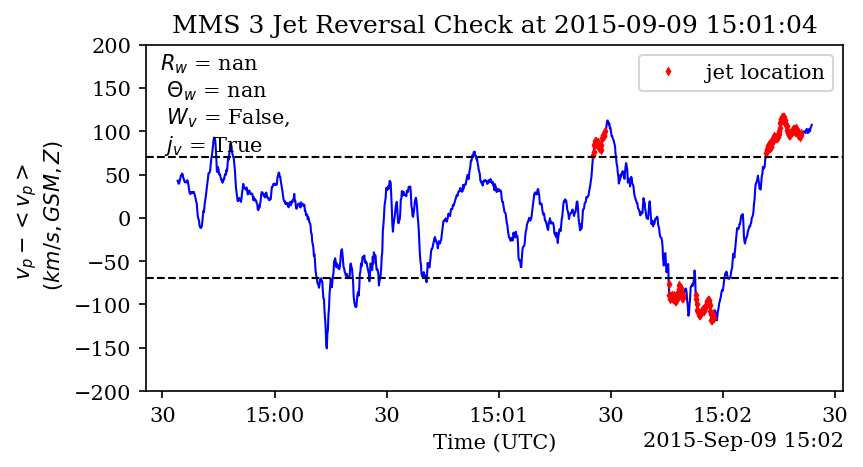 MMS 3 Jet Reversal Check at 2015-09-09 15:01:04
200
150
100
50
0
−50
−100
−150
−200
v_p − < v_p >
(km/s, GSM, Z)
R_w = nan
Θ_w = nan
W_v = False,
j_v = True
jet location
30 15:00 30 15:01 30 15:02 30
Time (UTC)
2015-Sep-09 15:02